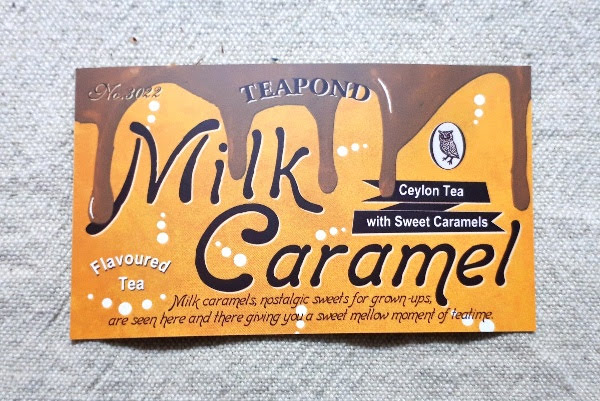 No.3022
TEAPOND
Milk
Caramel
Ceylon Tea
with Sweet Caramels
Flavoured
Tea
Milk caramels, nostalgic sweets for grown-ups,
are seen here and there giving you a sweet mellow moment of teatime.